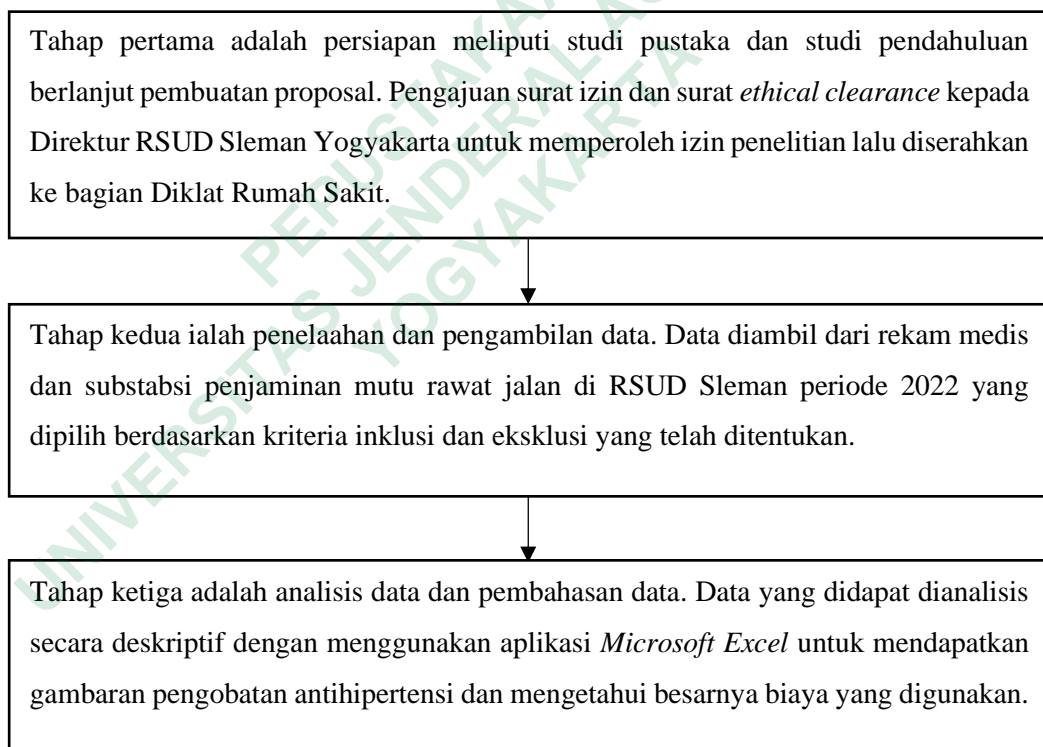 Tahap pertama adalah persiapan meliputi studi pustaka dan studi pendahuluan
berlanjut pembuatan proposal. Pengajuan surat izin dan surat ethical clearance kepada
Direktur RSUD Sleman Yogyakarta untuk memperoleh izin penelitian lalu diserahkan
ke bagian Diklat Rumah Sakit.
Tahap kedua ialah penelaahan dan pengambilan data. Data diambil dari rekam medis
dan substabsi penjaminan mutu rawat jalan di RSUD Sleman periode 2022 yang
dipilih berdasarkan kriteria inklusi dan eksklusi yang telah ditentukan.
Tahap ketiga adalah analisis data dan pembahasan data. Data yang didapat dianalisis
secara deskriptif dengan menggunakan aplikasi Microsoft Excel untuk mendapatkan
gambaran pengobatan antihipertensi dan mengetahui besarnya biaya yang digunakan.
UNIVERSITAS JENDERAL
YOGYAKARTA